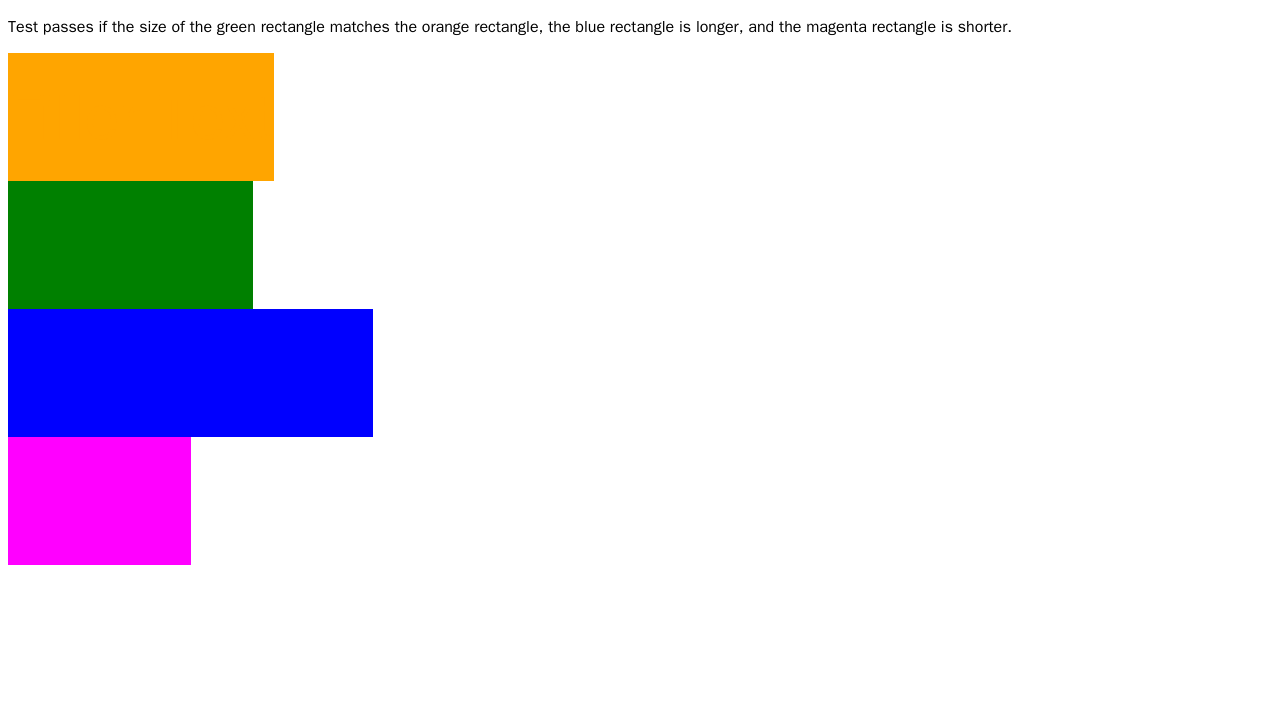 Test passes if the size of the green rectangle matches the orange rectangle, the blue rectangle is longer, and the magenta rectangle is shorter.